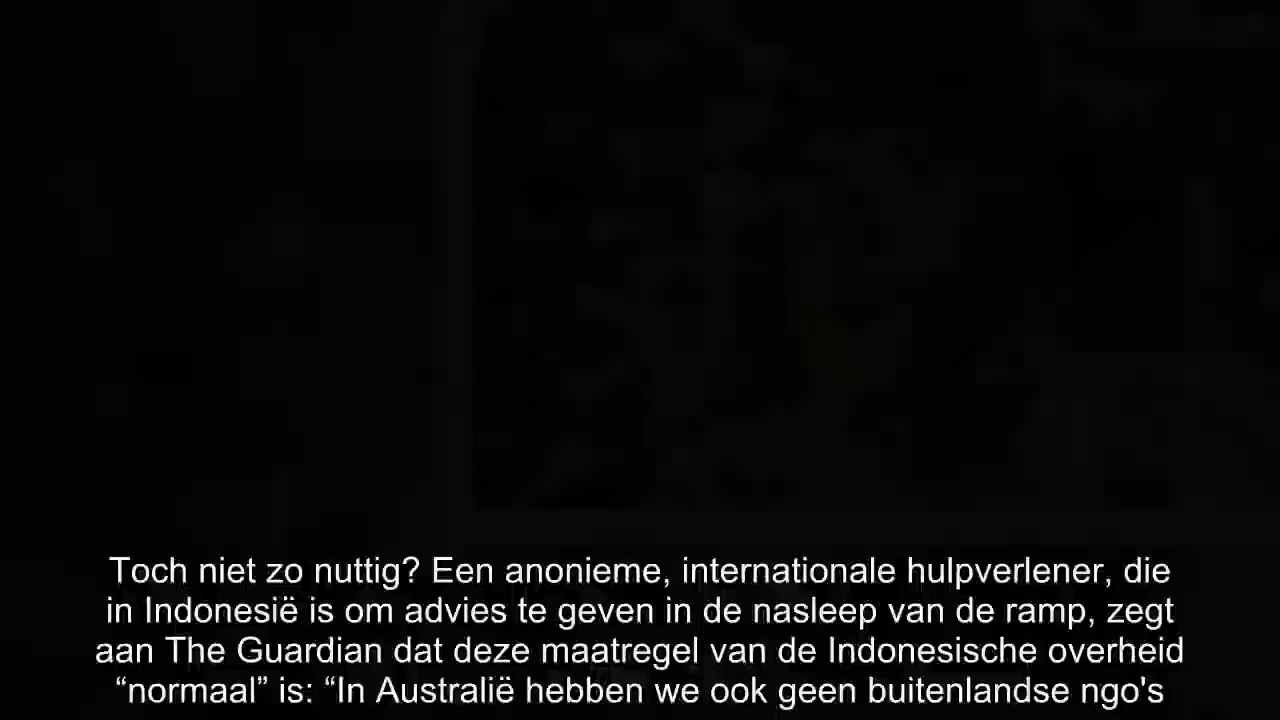 Toch niet zo nuttig? Een anonieme, internationale hulpverlener, die
in Indonesië is om advies te geven in de nasleep van de ramp, zegt
aan The Guardian dat deze maatregel van de Indonesische overheid
“normaal” is: “In Australië hebben we ook geen buitenlandse ngo's